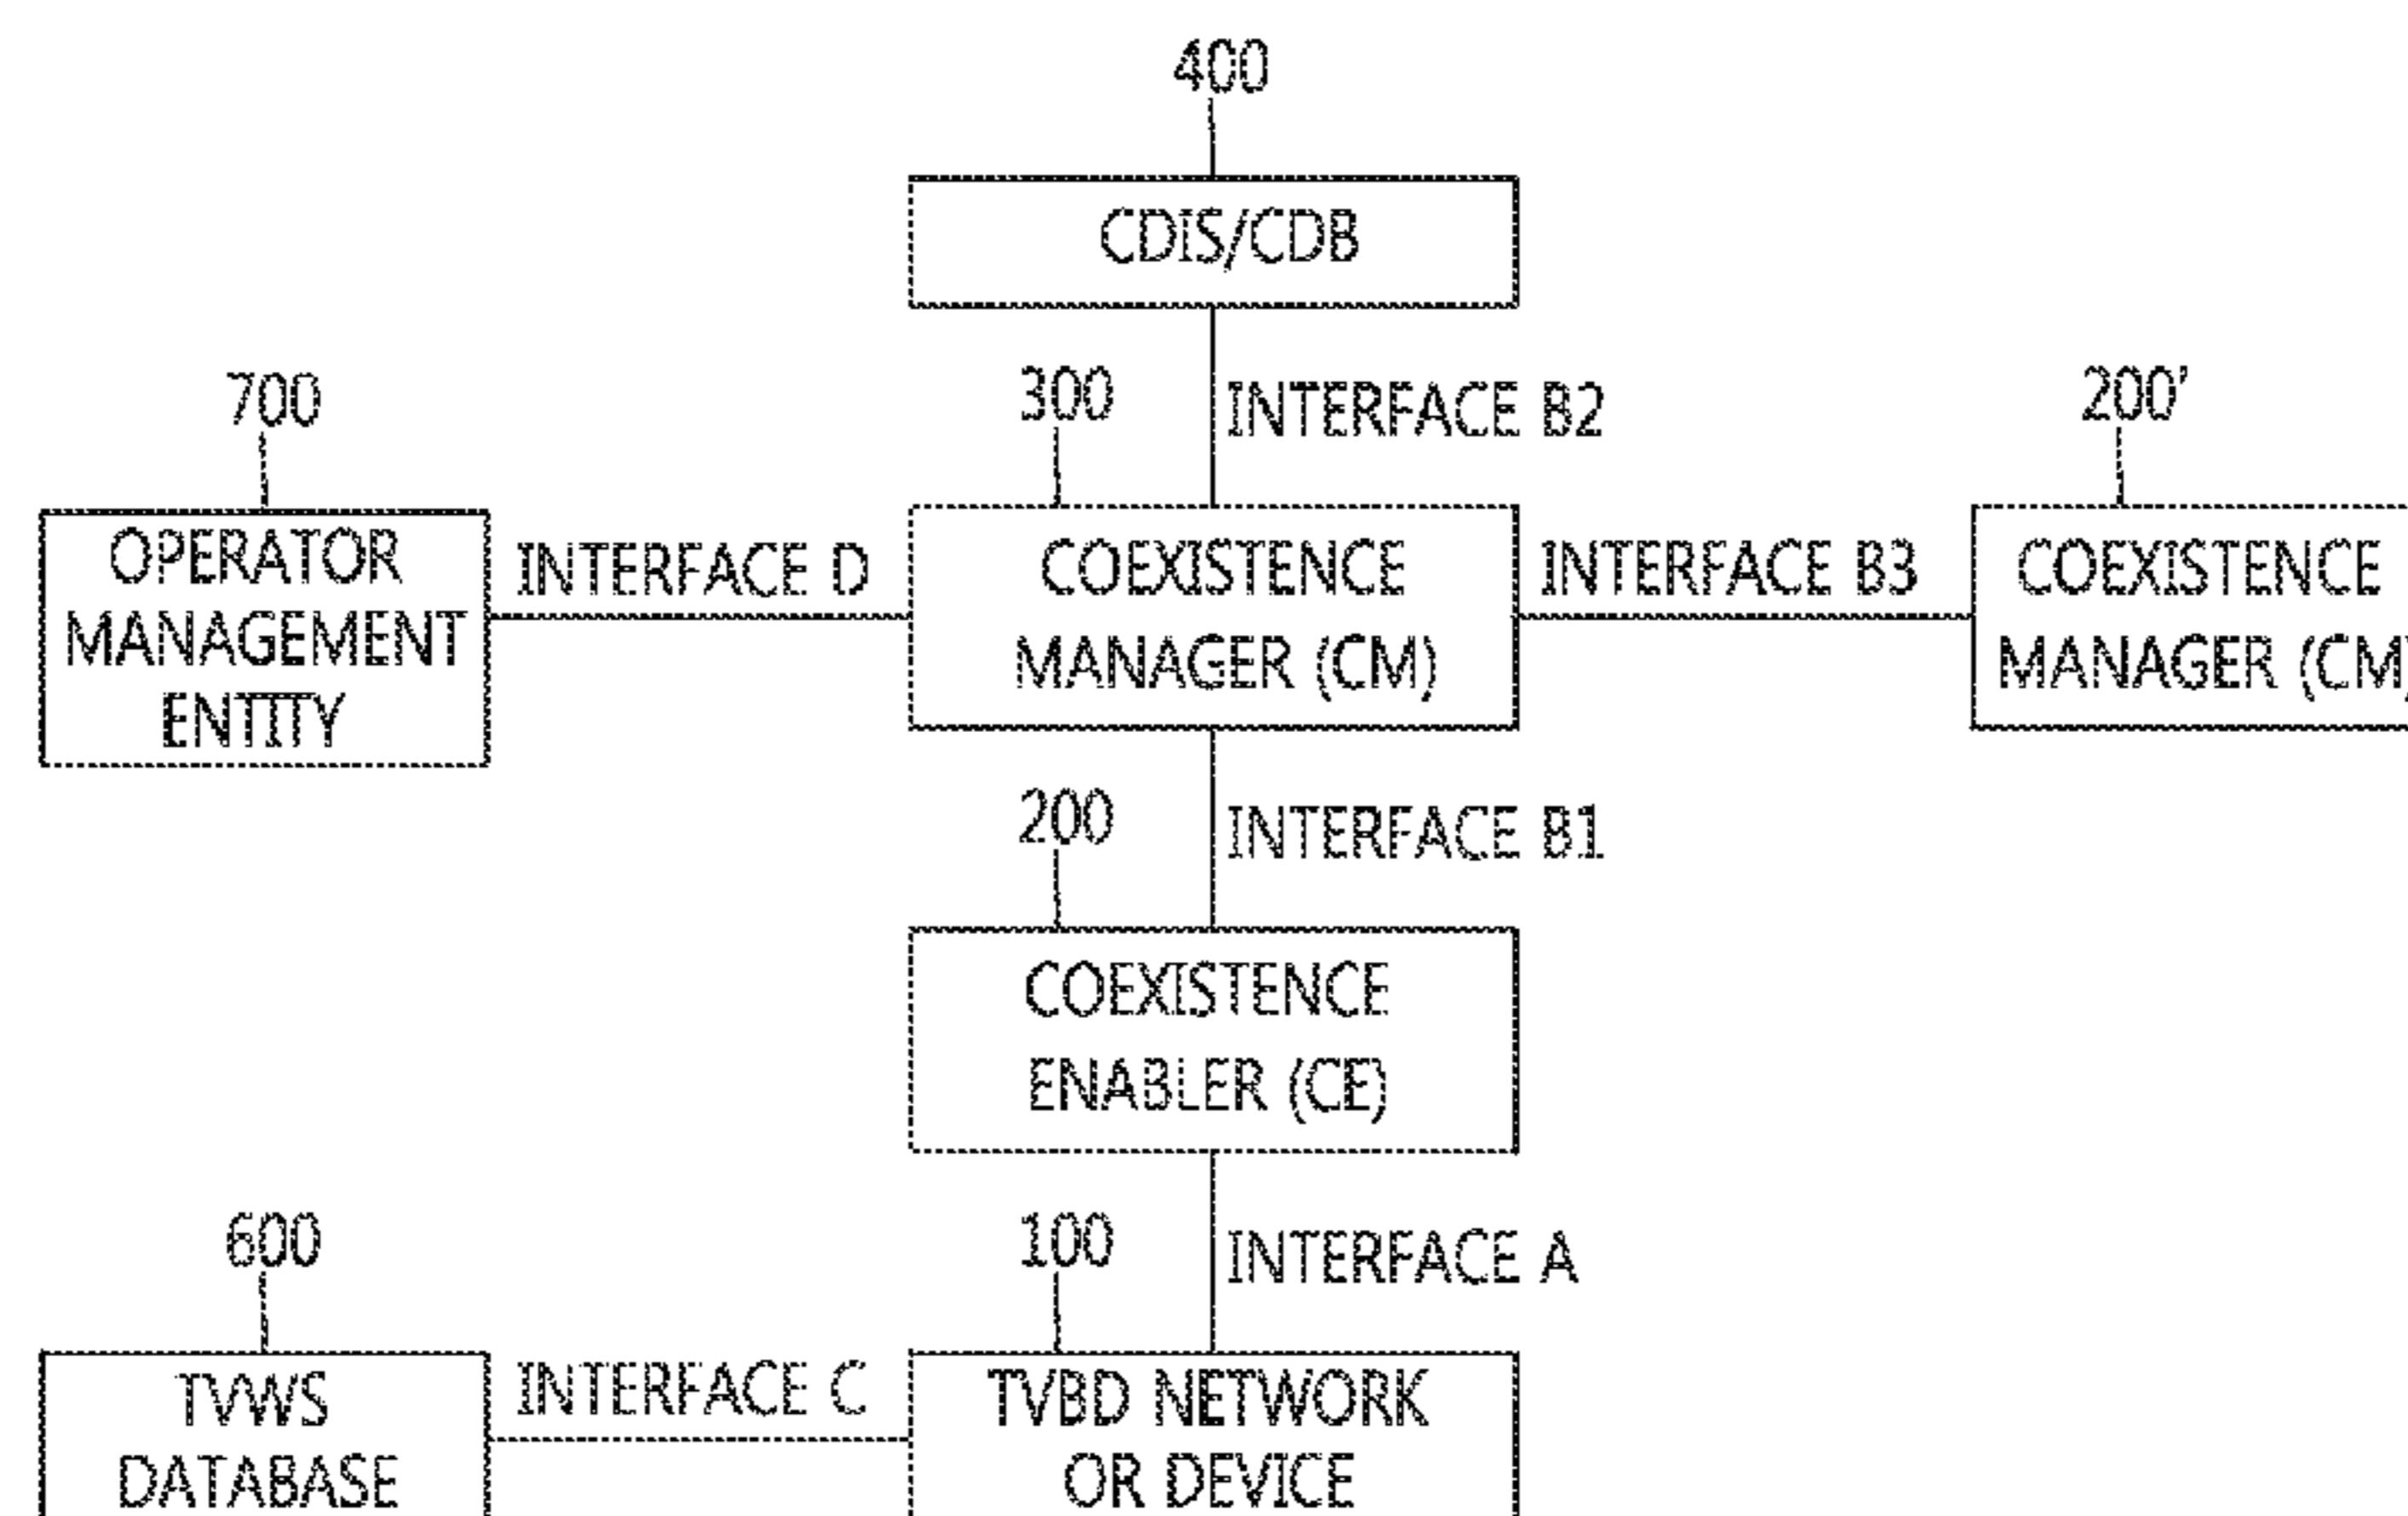 400
CDIS/CDB
700
300
INTERFACE B2
200'
OPERATOR
MANAGEMENT
ENTITY
INTERFACE D
COEXISTENCE
MANAGER (CM)
INTERFACE B3
COEXISTENCE
MANAGER (CM)
200
INTERFACE B1
COEXISTENCE
ENABLER (CE)
600
100
INTERFACE A
TVWS
DATABASE
INTERFACE C
TVBD NETWORK
OR DEVICE